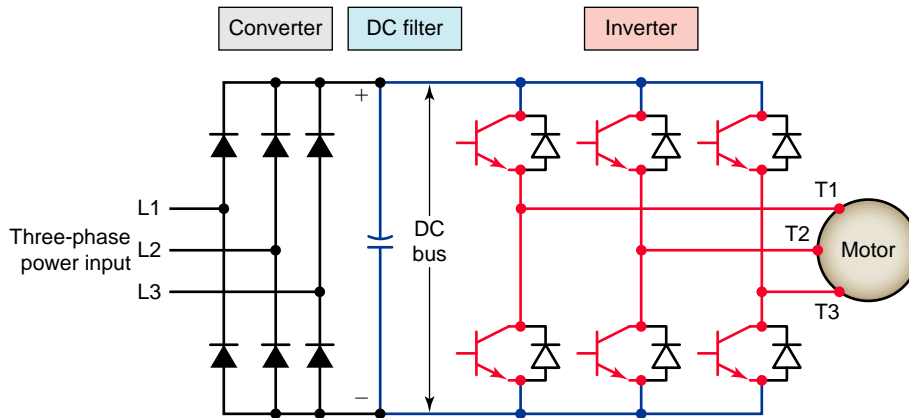 Converter
DC filter
Inverter
+
DC
bus
−
Three-phase
power input
L1
L2
L3
T1
T2
T3
Motor